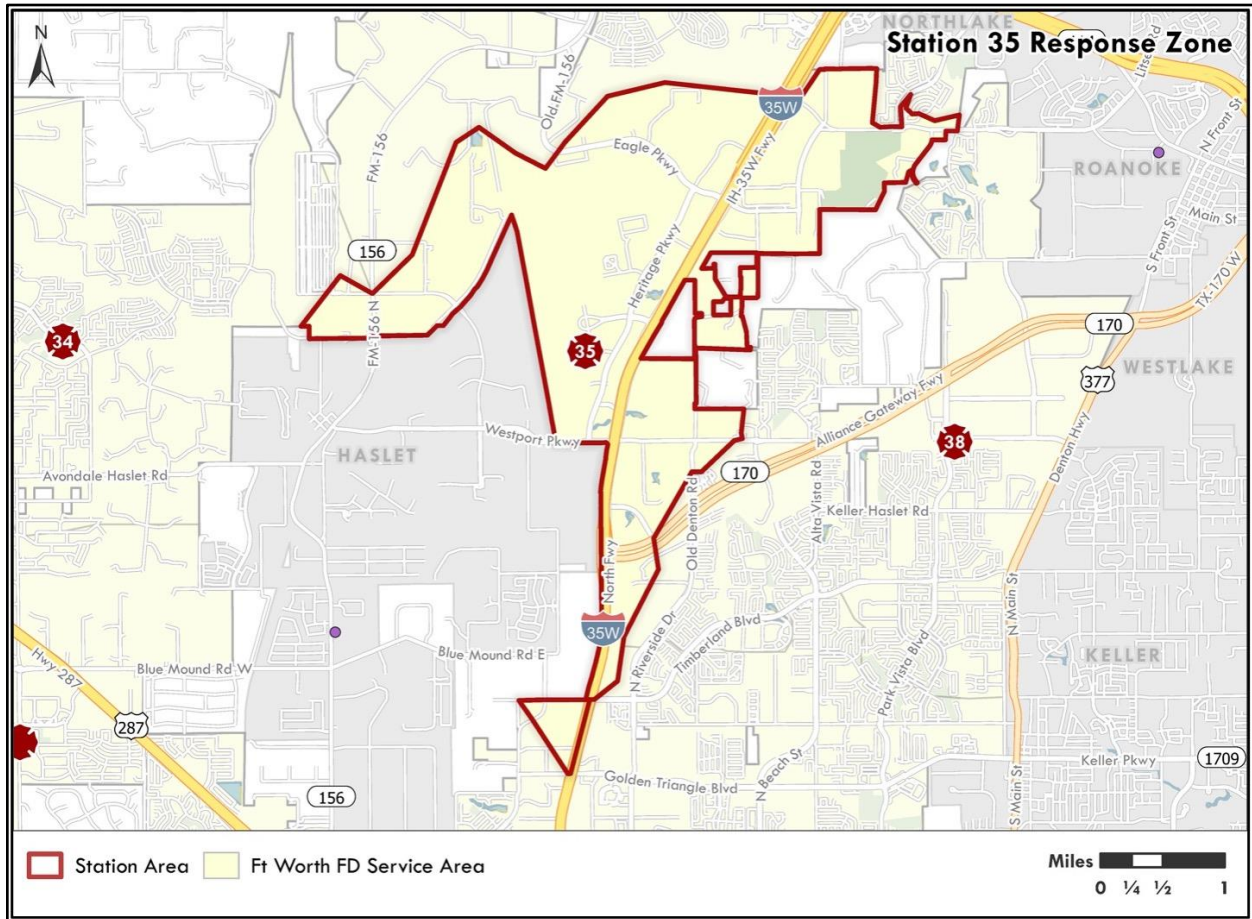 N
NORTHLAKE
Station 35 Response Zone
Litsey Rd
Old FM-156
35W
N Front St
FM-156
Eagle Pkwy
IH-35W Fwy
ROANOKE
Main St
156
S Front St
Heritage Pkwy
TX-170 W
FM-156 N
34
35
170
WESTLAKE
377
Alliance Gateway Fwy
Westport Pkwy
HASLET
38
Denton Hwy
Avondale Haslet Rd
170
Old Denton Rd
Alta Vista Rd
Keller Haslet Rd
North Fwy
35W
N Riverside Dr
Timberland Blvd
N Main St
Blue Mound Rd E
Blue Mound Rd W
KELLER
Park Vista Blvd
Hwy-287
287
N Beach St
Keller Pkwy
1709
Golden Triangle Blvd
156
S Main St
Station Area
Ft Worth FD Service Area
Miles
0 ¼ ½ 1